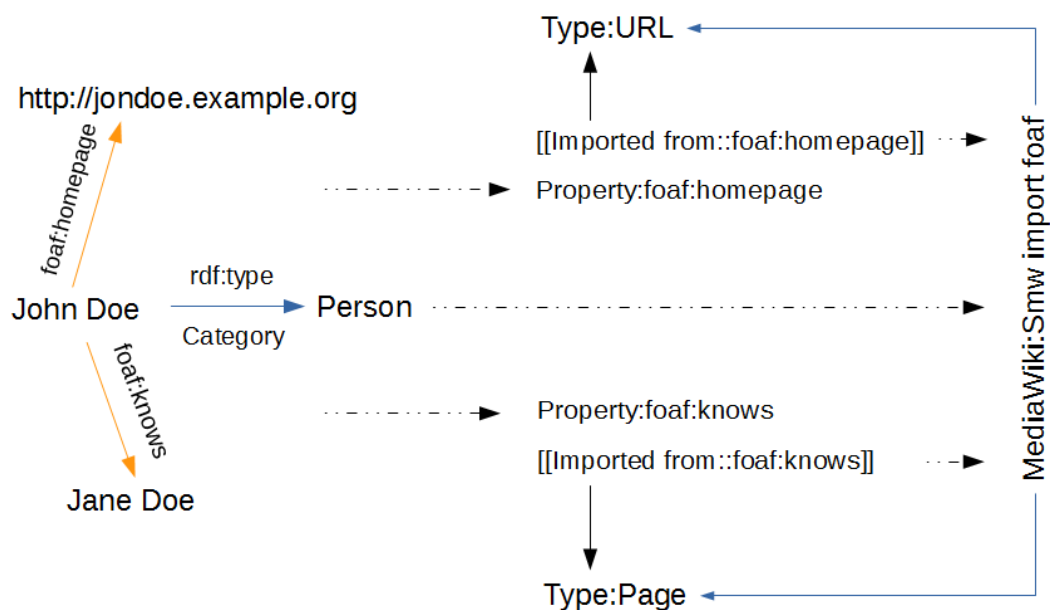 Type:URL
http://jondoe.example.org
foaf:homepage
[[Imported from::foaf:homepage]]
Property:foaf:homepage
rdf:type
John Doe
Person
Category
foaf:knows
Property:foaf:knows
[[Imported from::foaf:knows]]
Jane Doe
Type:Page
MediaWiki:Smw import foaf